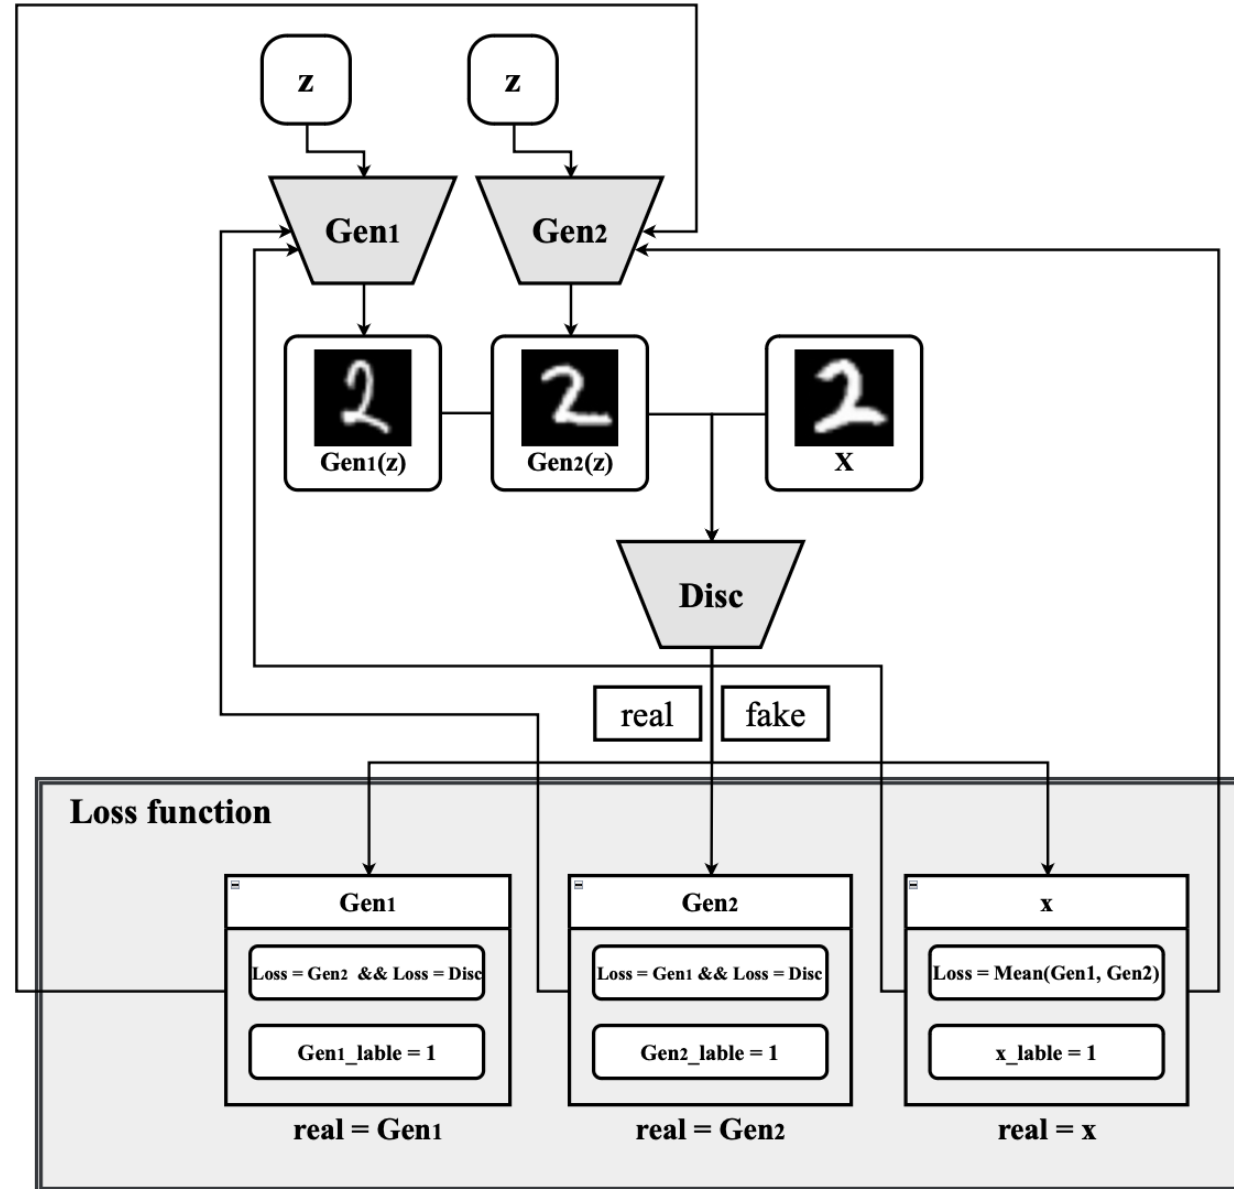 z
z
Gen1
Gen2
Gen1(z)
Gen2(z)
X
Disc
real
fake
Loss function
Gen1
Gen2
x
Loss = Gen2 && Loss = Disc
Loss = Gen1 && Loss = Disc
Loss = Mean(Gen1, Gen2)
Gen1_lable = 1
Gen2_lable = 1
x_lable = 1
real = Gen1
real = Gen2
real = x